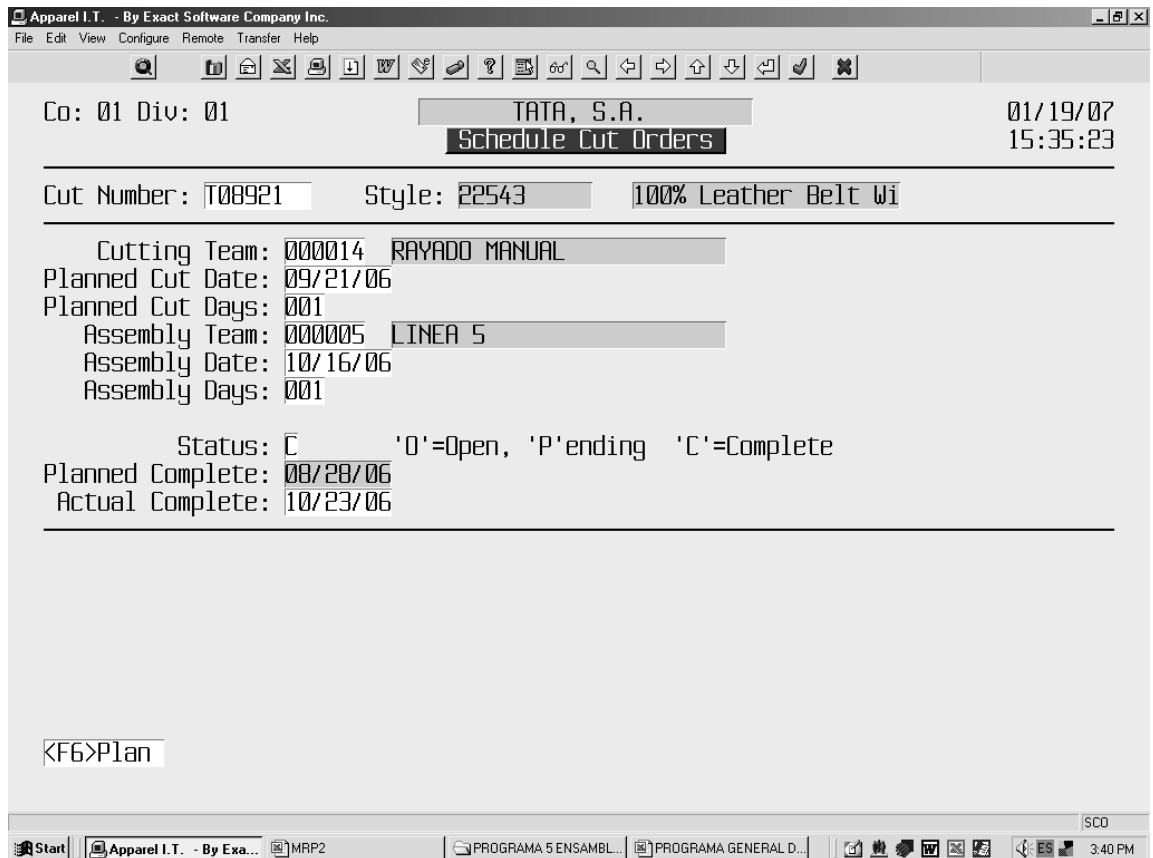 Apparel I.T. - By Exact Software Company Inc.
File Edit View Configure Remote Transfer Help
Co: 01 Div: 01 TATA, S.A. 01/19/07
Schedule Cut Orders 15:35:23
Cut Number: T08921 Style: 22543 100% Leather Belt Wi
Cutting Team: 000014 RAYADO MANUAL
Planned Cut Date: 09/21/06
Planned Cut Days: 001
Assembly Team: 000005 LINEA 5
Assembly Date: 10/16/06
Assembly Days: 001
Status: C 'O'=Open, 'P'ending 'C'=Complete
Planned Complete: 08/28/06
Actual Complete: 10/23/06
<F6>Plan
SCO
Start Apparel I.T. - By Exa... MRP2 PROGRAMA 5 ENSAMBL... PROGRAMA GENERAL D... ES 3:40 PM